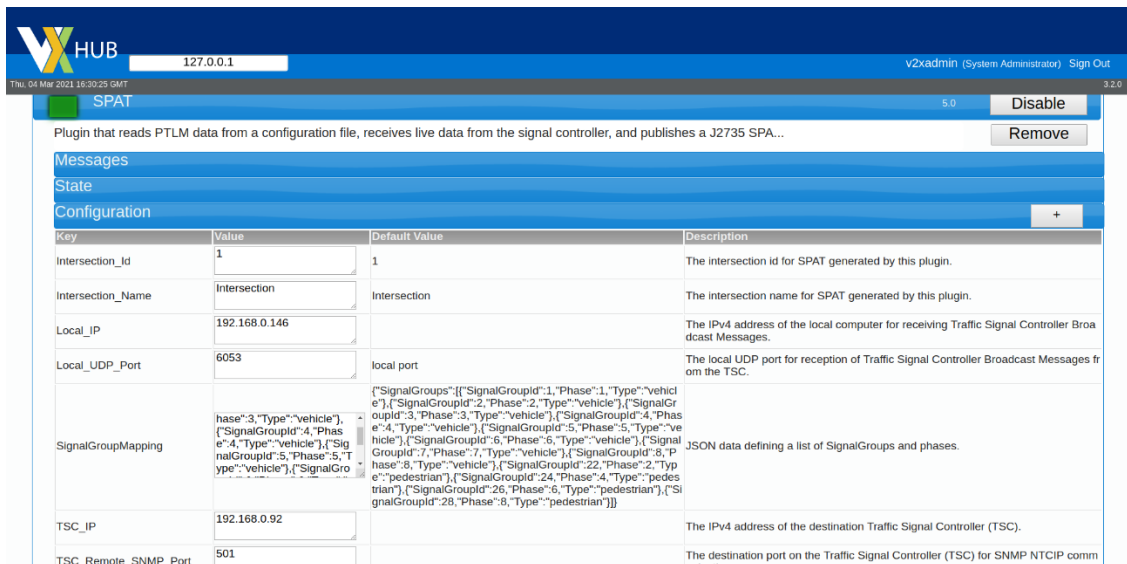 HUB
127.0.0.1
v2xadmin (System Administrator) Sign Out
Thu, 04 Mar 2021 16:30:25 GMT
3.2.0
SPAT
5.0
Disable
Plugin that reads PTLM data from a configuration file, receives live data from the signal controller, and publishes a J2735 SPA...
Remove
Messages
State
Configuration
+
Key Value Default Value Description
Intersection_Id
1
1
The intersection id for SPAT generated by this plugin.
Intersection_Name
Intersection
Intersection
The intersection name for SPAT generated by this plugin.
Local_IP
192.168.0.146
The IPv4 address of the local computer for receiving Traffic Signal Controller Broa
dcast Messages.
Local_UDP_Port
6053
local port
The local UDP port for reception of Traffic Signal Controller Broadcast Messages fr
om the TSC.
SignalGroupMapping
hase":3,"Type":"vehicle"},
{"SignalGroupId":4,"Phas
e":4,"Type":"vehicle"},{"Sig
nalGroupId":5,"Phase":5,"T
ype":"vehicle"},{"SignalGro
{"SignalGroups":[{"SignalGroupId":1,"Phase":1,"Type":"vehicl
e"},{"SignalGroupId":2,"Phase":2,"Type":"vehicle"},{"SignalGr
oupId":3,"Phase":3,"Type":"vehicle"},{"SignalGroupId":4,"Phas
e":4,"Type":"vehicle"},{"SignalGroupId":5,"Phase":5,"Type":"ve
hicle"},{"SignalGroupId":6,"Phase":6,"Type":"vehicle"},{"Signal
GroupId":7,"Phase":7,"Type":"vehicle"},{"SignalGroupId":8,"P
hase":8,"Type":"vehicle"},{"SignalGroupId":22,"Phase":2,"Typ
e":"pedestrian"},{"SignalGroupId":24,"Phase":4,"Type":"pedes
trian"},{"SignalGroupId":26,"Phase":6,"Type":"pedestrian"},{"Si
gnalGroupId":28,"Phase":8,"Type":"pedestrian"}]}
JSON data defining a list of SignalGroups and phases.
TSC_IP
192.168.0.92
The IPv4 address of the destination Traffic Signal Controller (TSC).
TSC_Remote_SNMP_Port
501
The destination port on the Traffic Signal Controller (TSC) for SNMP NTCIP comm